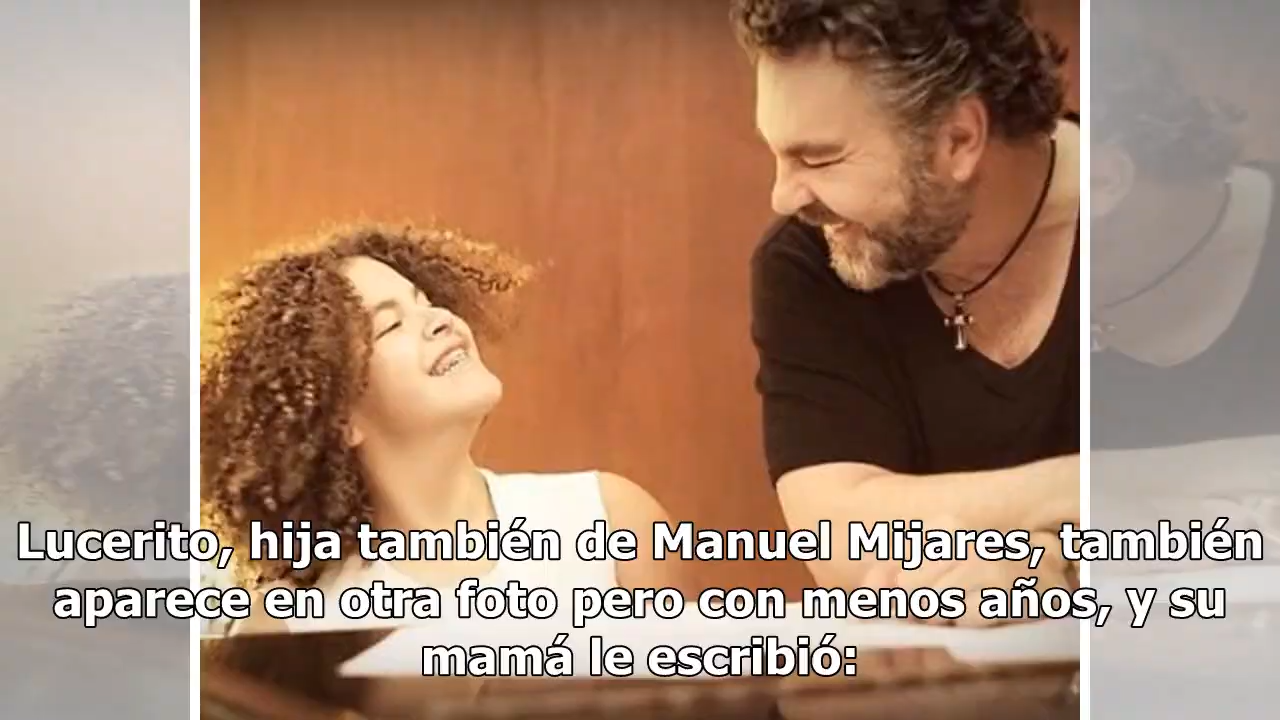 Lucerito, hija también de Manuel Mijares, también
aparece en otra foto pero con menos años, y su
mamá le escribió: